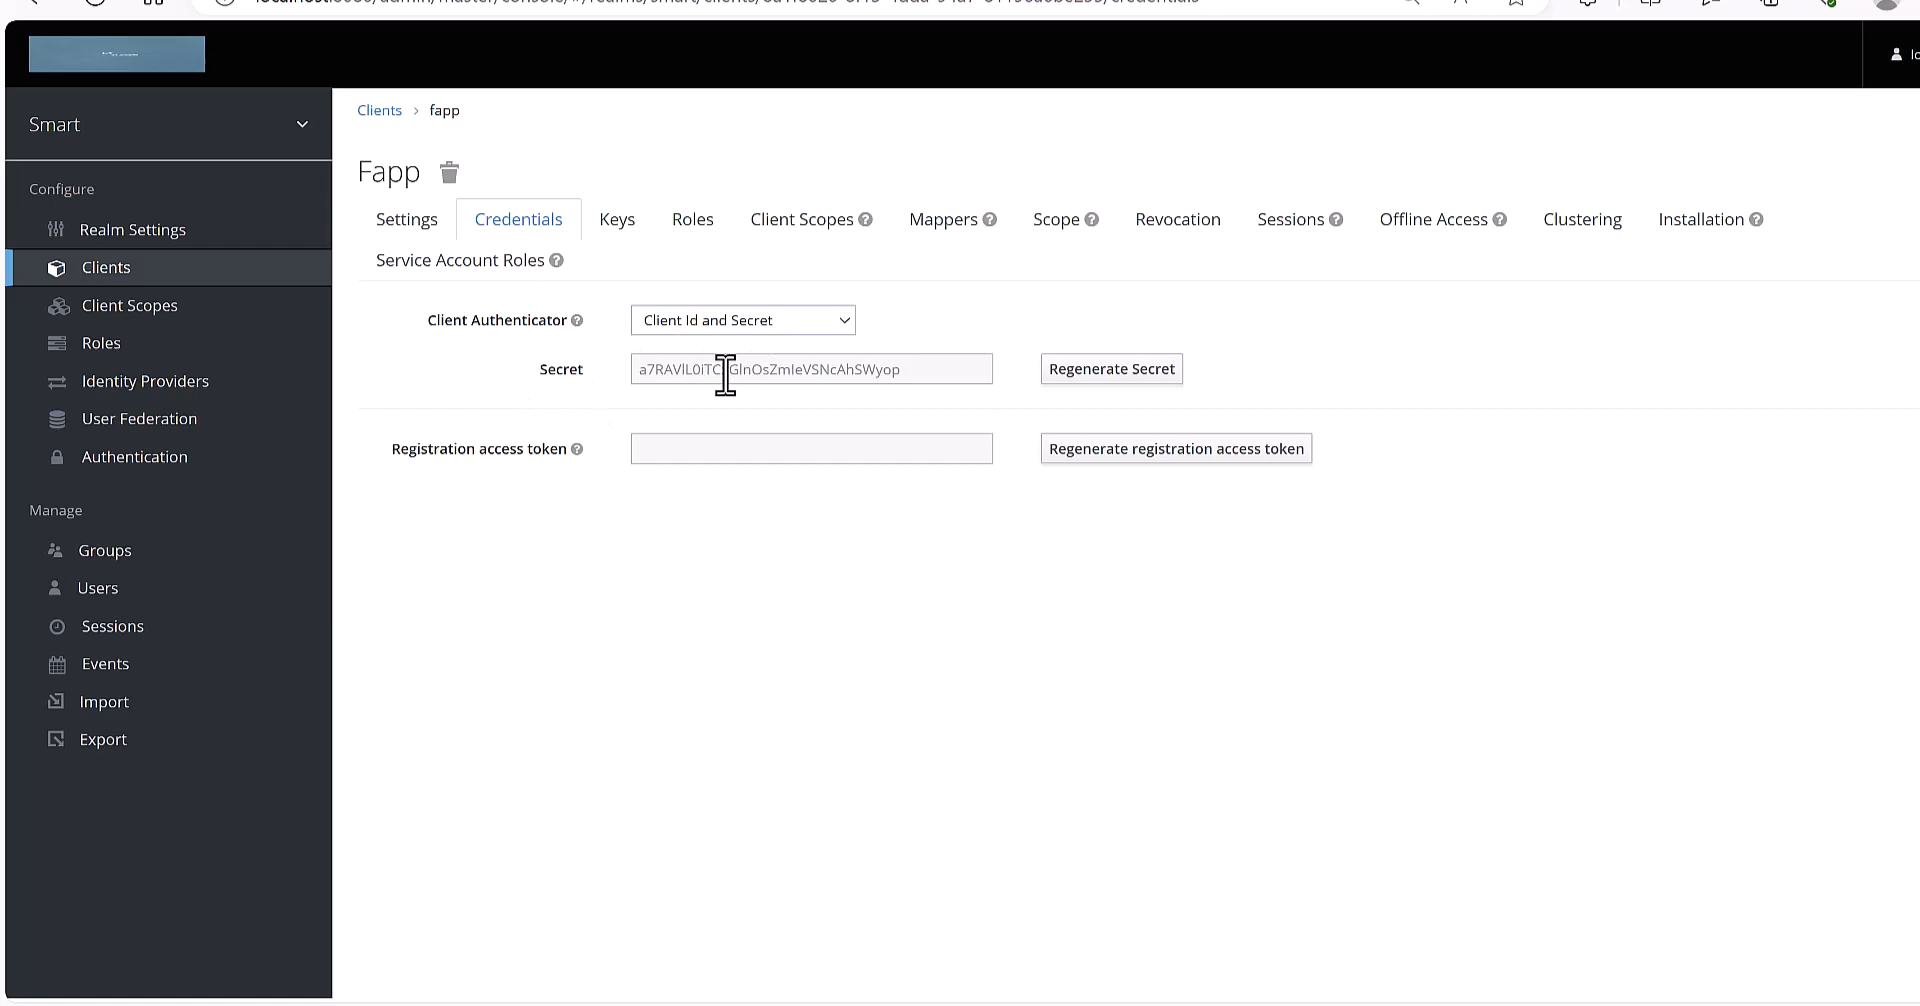 Smart
Clients > fapp
Fapp
Configure
Realm Settings
Clients
Client Scopes
Roles
Identity Providers
User Federation
Authentication
Manage
Groups
Users
Sessions
Events
Import
Export
Settings Credentials Keys Roles Client Scopes Mappers Scope Revocation Sessions Offline Access Clustering Installation
Service Account Roles
Client Authenticator Client Id and Secret
Secret Regenerate Secret
Registration access token Regenerate registration access token